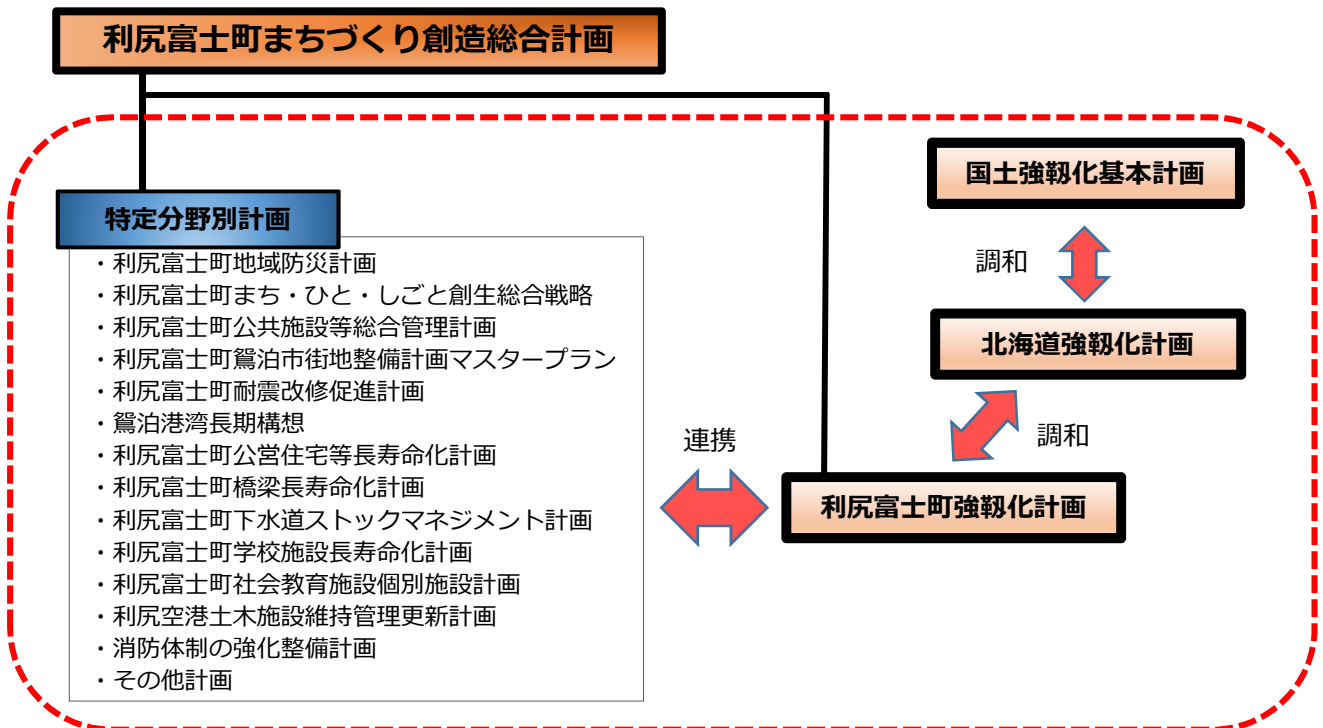 利尻富士町まちづくり創造総合計画
特定分野別計画
・利尻富士町地域防災計画
・利尻富士町まち・ひと・しごと創生総合戦略
・利尻富士町公共施設等総合管理計画
・利尻富士町鴛泊市街地整備計画マスタープラン
・利尻富士町耐震改修促進計画
・鴛泊港湾長期構想
・利尻富士町公営住宅等長寿命化計画
・利尻富士町橋梁長寿命化計画
・利尻富士町下水道ストックマネジメント計画
・利尻富士町学校施設長寿命化計画
・利尻富士町社会教育施設個別施設計画
・利尻空港土木施設維持管理更新計画
・消防体制の強化整備計画
・その他計画
連携
国土強靱化基本計画
調和
北海道強靱化計画
調和
利尻富士町強靱化計画